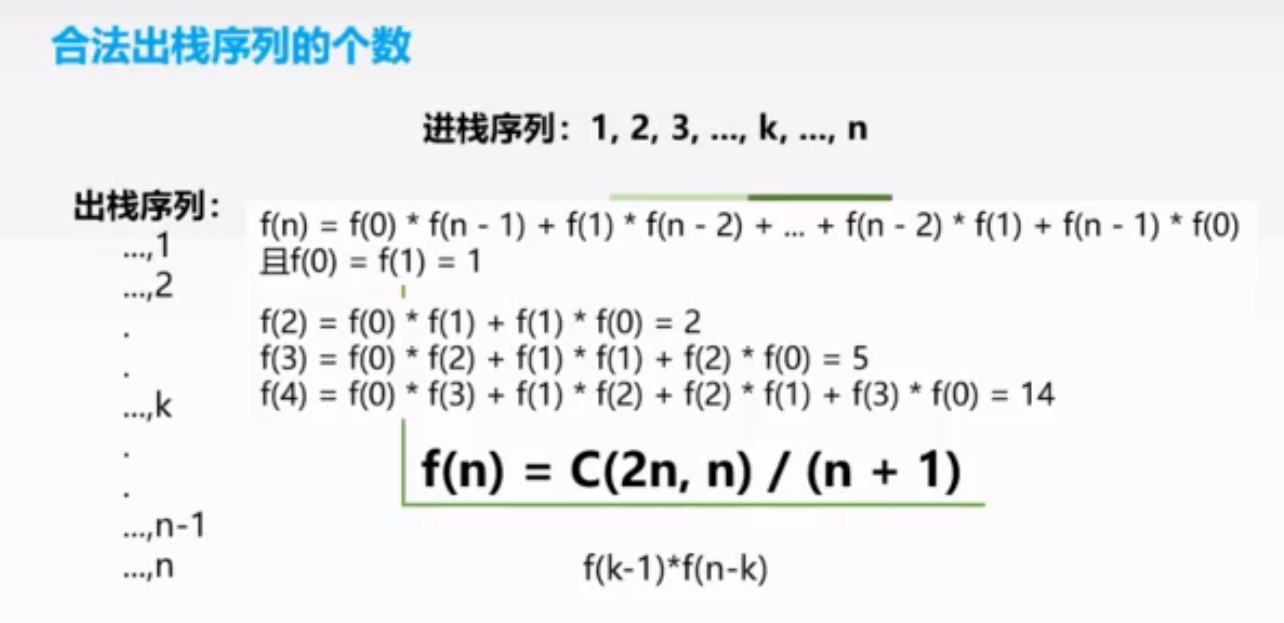 合法出栈序列的个数
进栈序列：1, 2, 3, ..., k, ..., n
出栈序列：
...,1
...,2
.
.
...,k
.
.
...,n-1
...,n
f(n) = f(0) * f(n - 1) + f(1) * f(n - 2) + ... + f(n - 2) * f(1) + f(n - 1) * f(0)
且f(0) = f(1) = 1
f(2) = f(0) * f(1) + f(1) * f(0) = 2
f(3) = f(0) * f(2) + f(1) * f(1) + f(2) * f(0) = 5
f(4) = f(0) * f(3) + f(1) * f(2) + f(2) * f(1) + f(3) * f(0) = 14
f(n) = C(2n, n) / (n + 1)
f(k-1)*f(n-k)